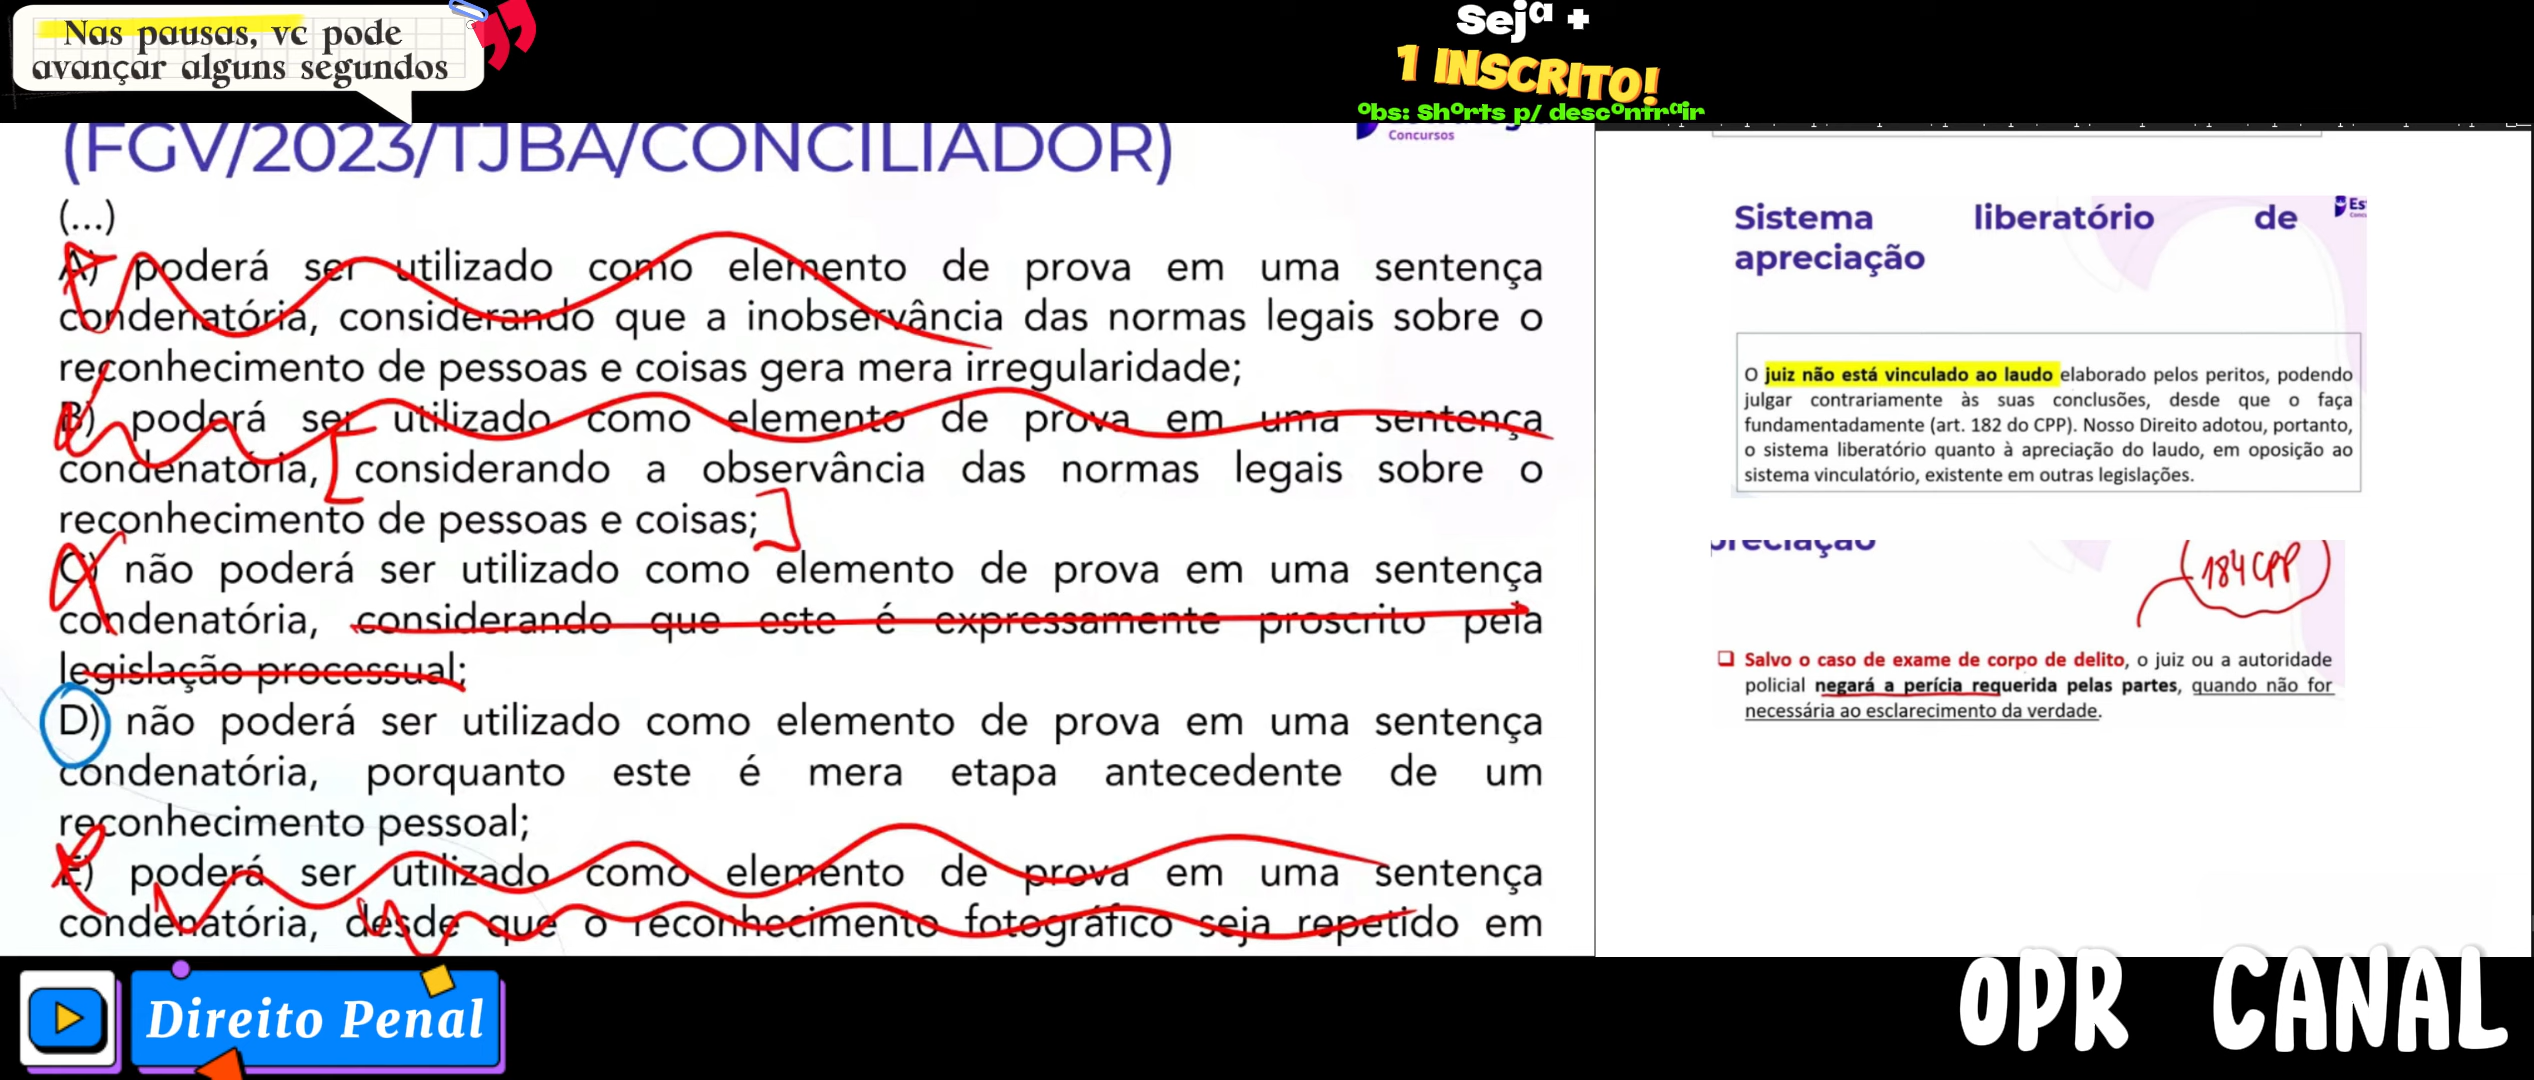 Nas pausas, vc pode
avançar alguns segundos
Seja +
1 INSCRITO!
obs: Shorts p/ descontrair
(FGV/2023/TJBA/CONCILIADOR)
Concursos
(...)
A) poderá ser utilizado como elemento de prova em uma sentença
condenatória, considerando que a inobservância das normas legais sobre o
reconhecimento de pessoas e coisas gera mera irregularidade;
B) poderá ser utilizado como elemento de prova em uma sentença
condenatória, considerando a observância das normas legais sobre o
reconhecimento de pessoas e coisas;
C) não poderá ser utilizado como elemento de prova em uma sentença
condenatória, considerando que este é expressamente proscrito pela
legislação processual;
D) não poderá ser utilizado como elemento de prova em uma sentença
condenatória, porquanto este é mera etapa antecedente de um
reconhecimento pessoal;
E) poderá ser utilizado como elemento de prova em uma sentença
condenatória, desde que o reconhecimento fotográfico seja repetido em
Sistema liberatório de
apreciação
Es
O juiz não está vinculado ao laudo elaborado pelos peritos, podendo
julgar contrariamente às suas conclusões, desde que o faça
fundamentadamente (art. 182 do CPP). Nosso Direito adotou, portanto,
o sistema liberatório quanto à apreciação do laudo, em oposição ao
sistema vinculatório, existente em outras legislações.
preciação
184 CPP
Salvo o caso de exame de corpo de delito, o juiz ou a autoridade
policial negará a perícia requerida pelas partes, quando não for
necessária ao esclarecimento da verdade.
Direito Penal
OPR CANAL